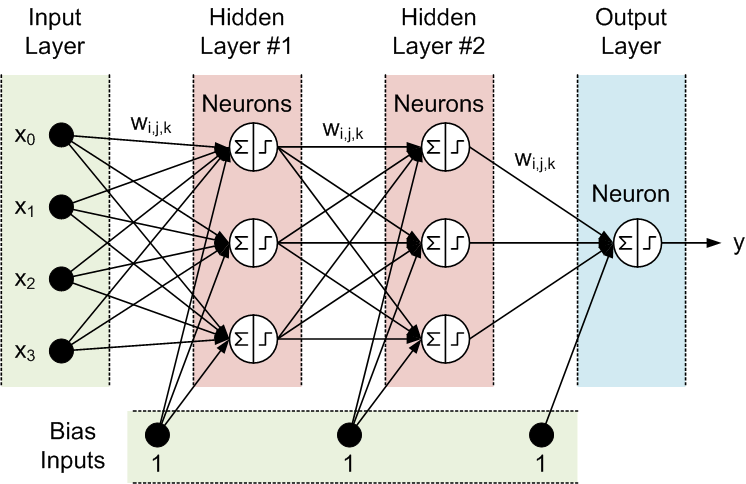 Input
Layer
Hidden
Layer #1
Hidden
Layer #2
Output
Layer
Neurons
Neurons
Neuron
wi,j,k
wi,j,k
wi,j,k
x0
x1
x2
x3
Σ
Σ
Σ
Σ
Σ
Σ
Σ
y
Bias
Inputs
1
1
1